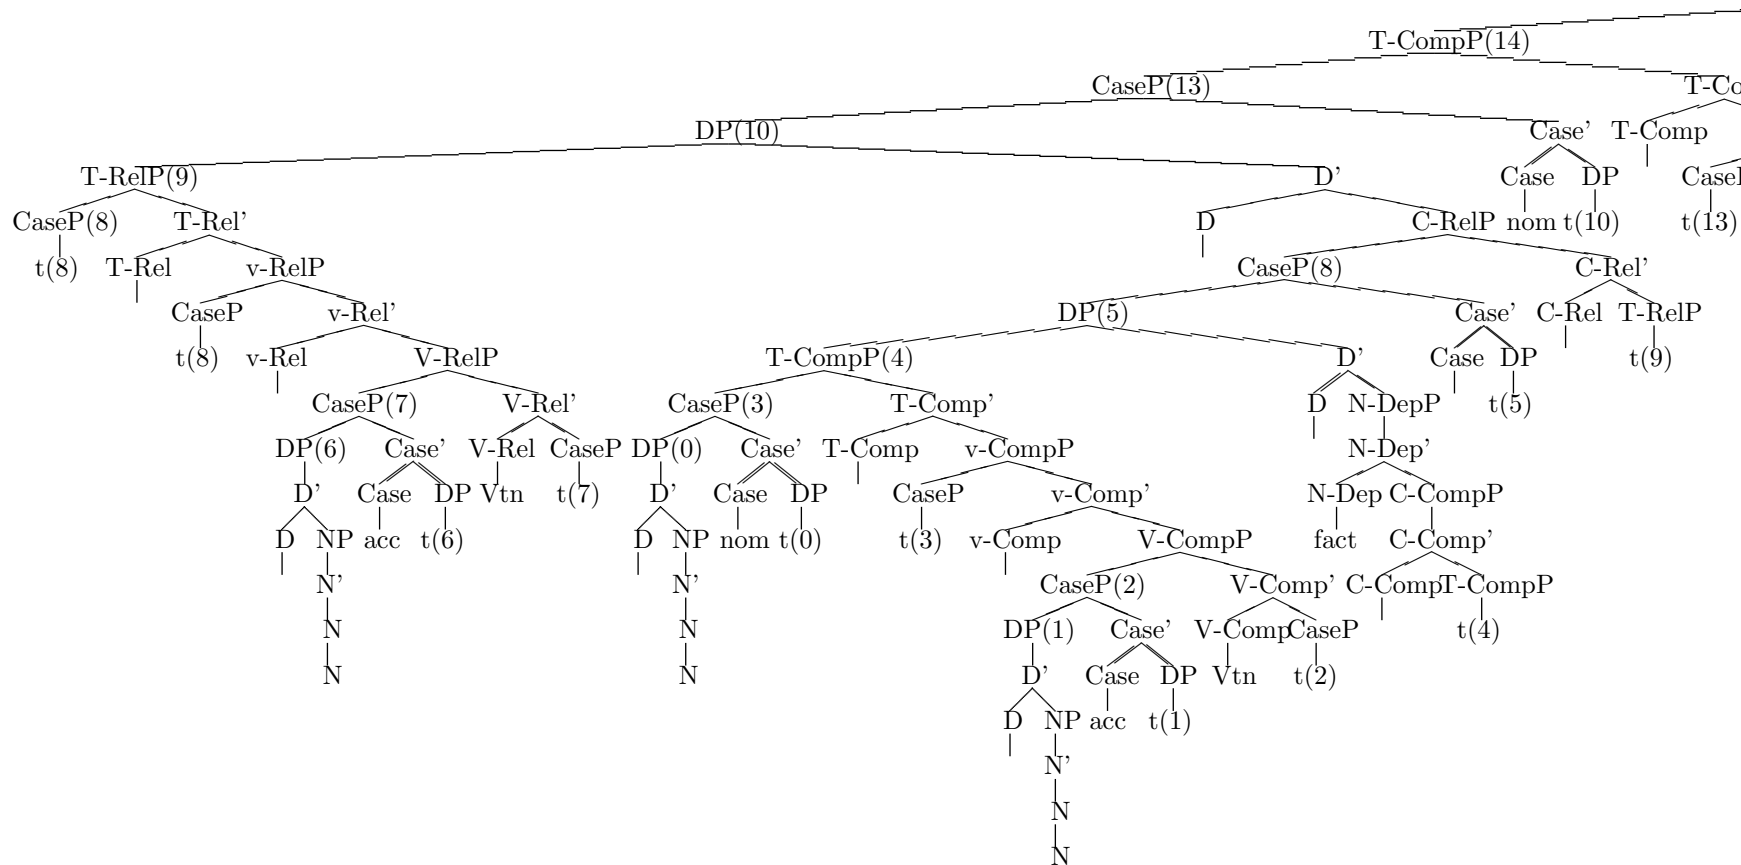 T-CompP(14)
CaseP(13) T-Co
DP(10) Case’ T-Comp
T-RelP(9) D’ Case DP CaseP
CaseP(8) T-Rel’ D C-RelP nom t(10) t(13)
t(8) T-Rel v-RelP CaseP(8) C-Rel’
CaseP v-Rel’ DP(5) Case’ C-Rel T-RelP
t(8) v-Rel V-RelP T-CompP(4) D’ Case DP t(9)
CaseP(7) V-Rel’ CaseP(3) T-Comp’ D N-DepP t(5)
DP(6) Case’ V-Rel CaseP DP(0) Case’ T-Comp v-CompP N-Dep’
D’ Case DP Vtn t(7) D’ Case DP CaseP v-Comp’ N-Dep C-CompP
D NP acc t(6) D NP nom t(0) t(3) v-Comp V-CompP fact C-Comp’
N’ N’ CaseP(2) V-Comp’ C-Comp T-CompP
N N DP(1) Case’ V-Comp CaseP t(4)
N N D’ Case DP Vtn t(2)
D NP acc t(1)
N’
N
N